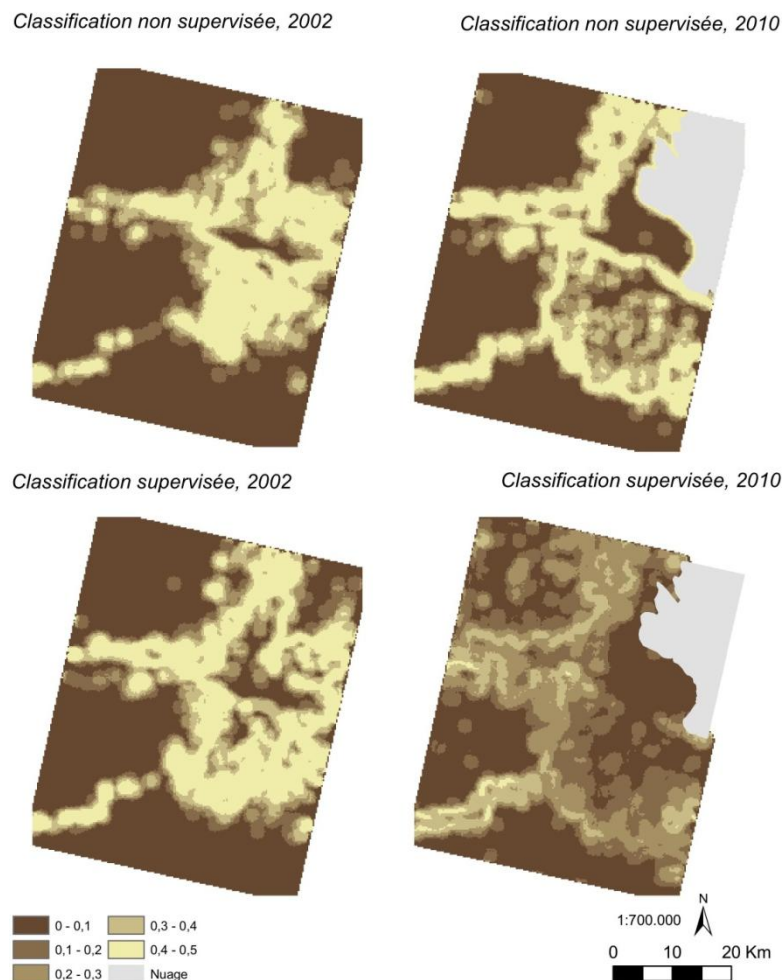 Classification non supervisée, 2002
Classification non supervisée, 2010
Classification supervisée, 2002
Classification supervisée, 2010
0 - 0,1
0,1 - 0,2
0,2 - 0,3
0,3 - 0,4
0,4 - 0,5
Nuage
1:700.000
N
0 10 20 Km